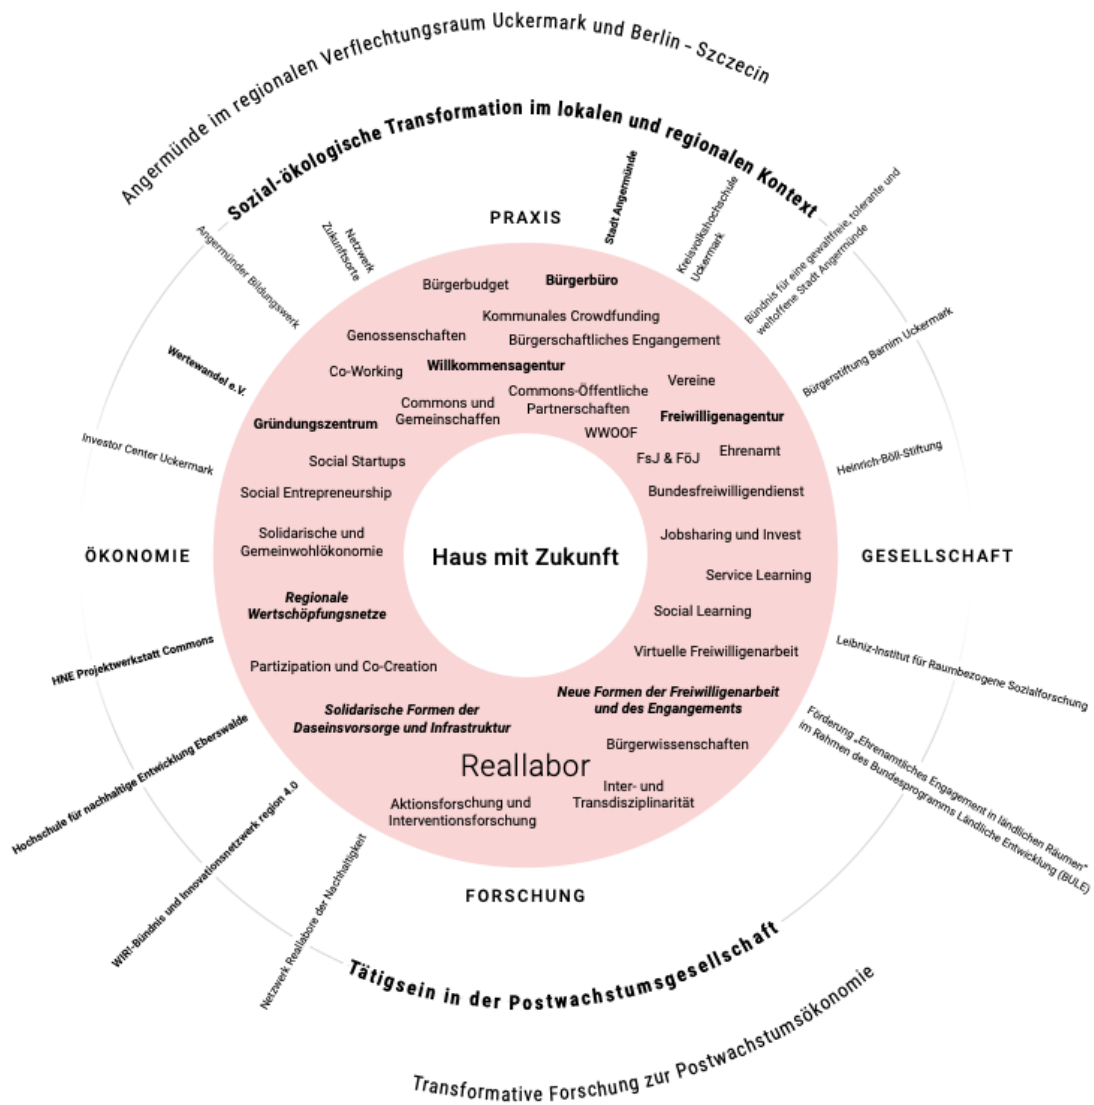 Angermünde im regionalen Verflechtungsraum Uckermark und Berlin – Szczecin
Sozial-ökologische Transformation im lokalen und regionalen Kontext
PRAXIS
Stadt Angermünde
Kreisvolkshochschule
Uckermark
Bündnis für eine gewaltfreie, tolerante und
weltoffene Stadt Angermünde
Bürgerstiftung Barnim Uckermark
Heinrich-Böll-Stiftung
GESELLSCHAFT
Leibniz-Institut für Raumbezogene Sozialforschung
Förderung „Ehrenamtliches Engagement in ländlichen Räumen“
im Rahmen des Bundesprogramms Ländliche Entwicklung (BULE)
Netzwerk
Zukunftsorte
Angermünder Bildungswerk
Wertewandel e.V.
Investor Center Uckermark
ÖKONOMIE
HNE Projektwerkstatt Commons
Hochschule für nachhaltige Entwicklung Eberswalde
WIR!-Bündnis und Innovationsnetzwerk region 4.0
Netzwerk Reallabore der Nachhaltigkeit
Bürgerbudget
Bürgerbüro
Kommunales Crowdfunding
Genossenschaften
Bürgerschaftliches Engangement
Co-Working
Willkommensagentur
Vereine
Commons-Öffentliche
Partnerschaften
Commons und
Gemeinschaffen
Gründungszentrum
Freiwilligenagentur
WWOOF
Social Startups
FsJ & FöJ
Ehrenamt
Social Entrepreneurship
Bundesfreiwilligendienst
Solidarische und
Gemeinwohlökonomie
Jobsharing und Invest
Haus mit Zukunft
Service Learning
Regionale
Wertschöpfungsnetze
Social Learning
Partizipation und Co-Creation
Virtuelle Freiwilligenarbeit
Solidarische Formen der
Daseinsvorsorge und Infrastruktur
Neue Formen der Freiwilligenarbeit
und des Engangements
Bürgerwissenschaften
Reallabor
Inter- und
Transdisziplinarität
Aktionsforschung und
Interventionsforschung
FORSCHUNG
Tätigsein in der Postwachstumsgesellschaft
Transformative Forschung zur Postwachstumsökonomie